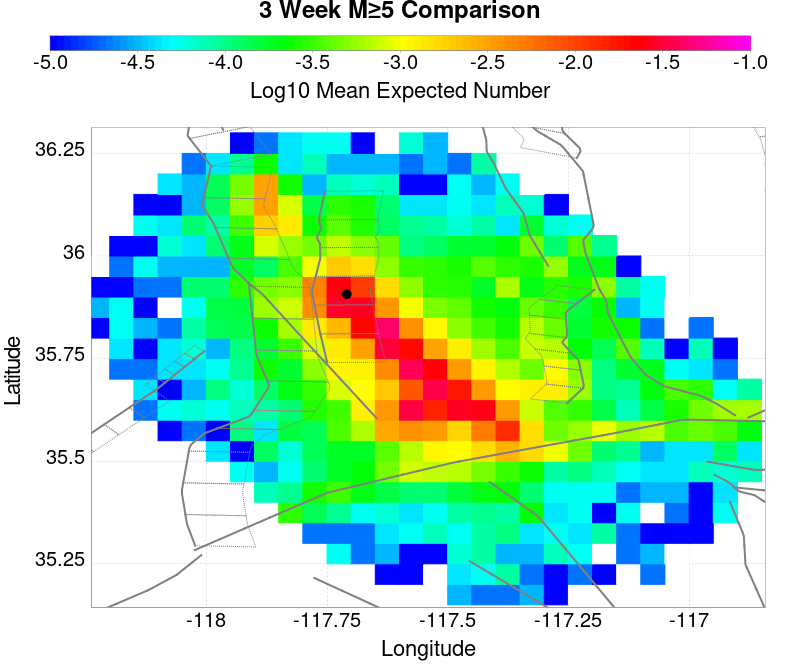 3 Week M≥5 Comparison
-5.0 -4.5 -4.0 -3.5 -3.0 -2.5 -2.0 -1.5 -1.0
Log10 Mean Expected Number
36.25
36
35.75
35.5
35.25
Latitude
-118 -117.75 -117.5 -117.25 -117
Longitude